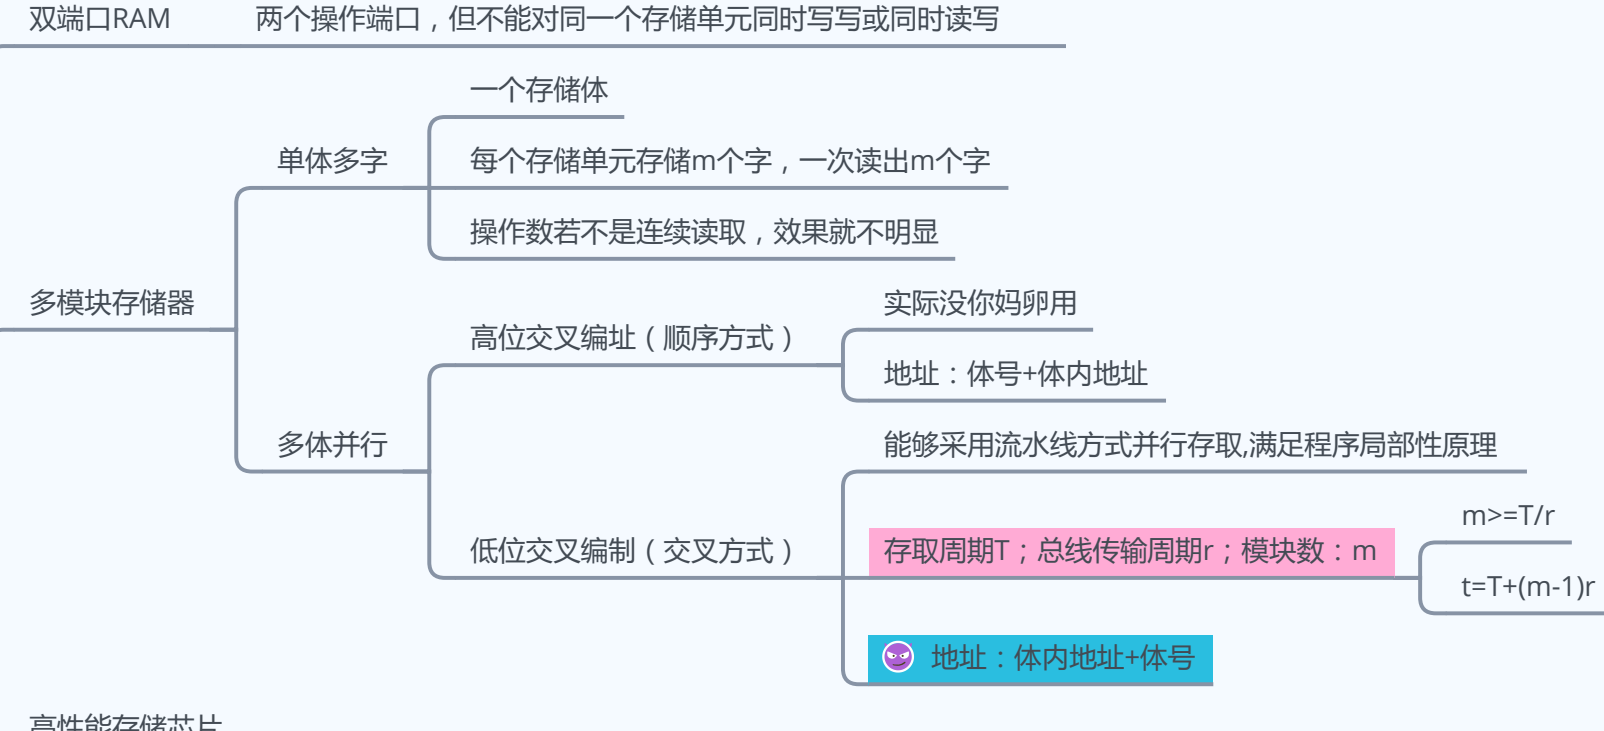 双端口RAM
两个操作端口，但不能对同一个存储单元同时写写或同时读写
一个存储体
单体多字
每个存储单元存储m个字，一次读出m个字
操作数若不是连续读取，效果就不明显
多模块存储器
实际没你妈卵用
高位交叉编址（顺序方式）
地址：体号+体内地址
多体并行
能够采用流水线方式并行存取,满足程序局部性原理
m>=T/r
低位交叉编制（交叉方式）
存取周期T；总线传输周期r；模块数：m
t=T+(m-1)r
地址：体内地址+体号
高性能存储芯片